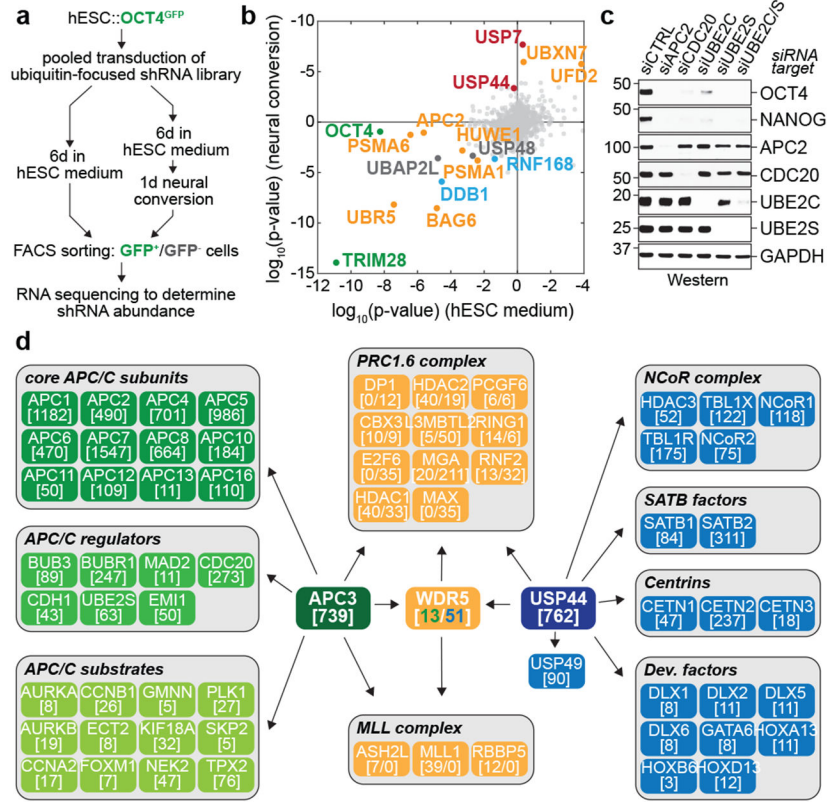 a
hESC::OCT4GFP
pooled transduction of
ubiquitin-focused shRNA library
6d in
hESC medium
6d in
hESC medium
1d neural
conversion
FACS sorting: GFP+/GFP- cells
RNA sequencing to determine
shRNA abundance
b
log10(p-value) (neural conversion)
-10
-5
0
-5
-10
-15
-12 -10 -8 -6 -4 -2 0 -2 -4
log10(p-value) (hESC medium)
USP7
UBXN7
UFD2
USP44
OCT4
APC2
HUWE1
PSMA6
USP48
UBAP2L
PSMA1
RNF168
DDB1
UBR5
BAG6
TRIM28
c
siCTRL
siAPC2
siCDC20
siUBE2C
siUBE2S
siUBE2C/S
siRNA
target
50
OCT4
50
NANOG
100
APC2
50
CDC20
20
UBE2C
25
UBE2S
37
GAPDH
Western
d
core APC/C subunits
APC1 [1182]
APC2 [490]
APC4 [701]
APC5 [986]
APC6 [470]
APC7 [1547]
APC8 [664]
APC10 [184]
APC11 [50]
APC12 [109]
APC13 [11]
APC16 [110]
APC/C regulators
BUB3 [89]
BUBR1 [247]
MAD2 [11]
CDC20 [273]
CDH1 [43]
UBE2S [63]
EMI1 [50]
APC/C substrates
AURKA [8]
CCNB1 [26]
GMNN [5]
PLK1 [27]
AURKB [19]
ECT2 [8]
KIF18A [32]
SKP2 [5]
CCNA2 [17]
FOXM1 [7]
NEK2 [47]
TPX2 [76]
PRC1.6 complex
DP1 [0/12]
HDAC2 [40/19]
PCGF6 [6/6]
CBX3 [10/9]
L3MBTL2 [5/50]
RING1 [14/6]
E2F6 [0/35]
MGA [20/211]
RNF2 [13/32]
HDAC1 [40/33]
MAX [0/35]
APC3 [739]
WDR5 [13/51]
USP44 [762]
USP49 [90]
MLL complex
ASH2L [7/0]
MLL1 [39/0]
RBBP5 [12/0]
NCoR complex
HDAC3 [52]
TBL1X [122]
NCoR1 [118]
TBL1R [175]
NCoR2 [75]
SATB factors
SATB1 [84]
SATB2 [311]
Centrins
CETN1 [47]
CETN2 [237]
CETN3 [18]
Dev. factors
DLX1 [8]
DLX2 [11]
DLX5 [11]
DLX6 [8]
GATA6 [8]
HOXA13 [11]
HOXB6 [3]
HOXD13 [12]